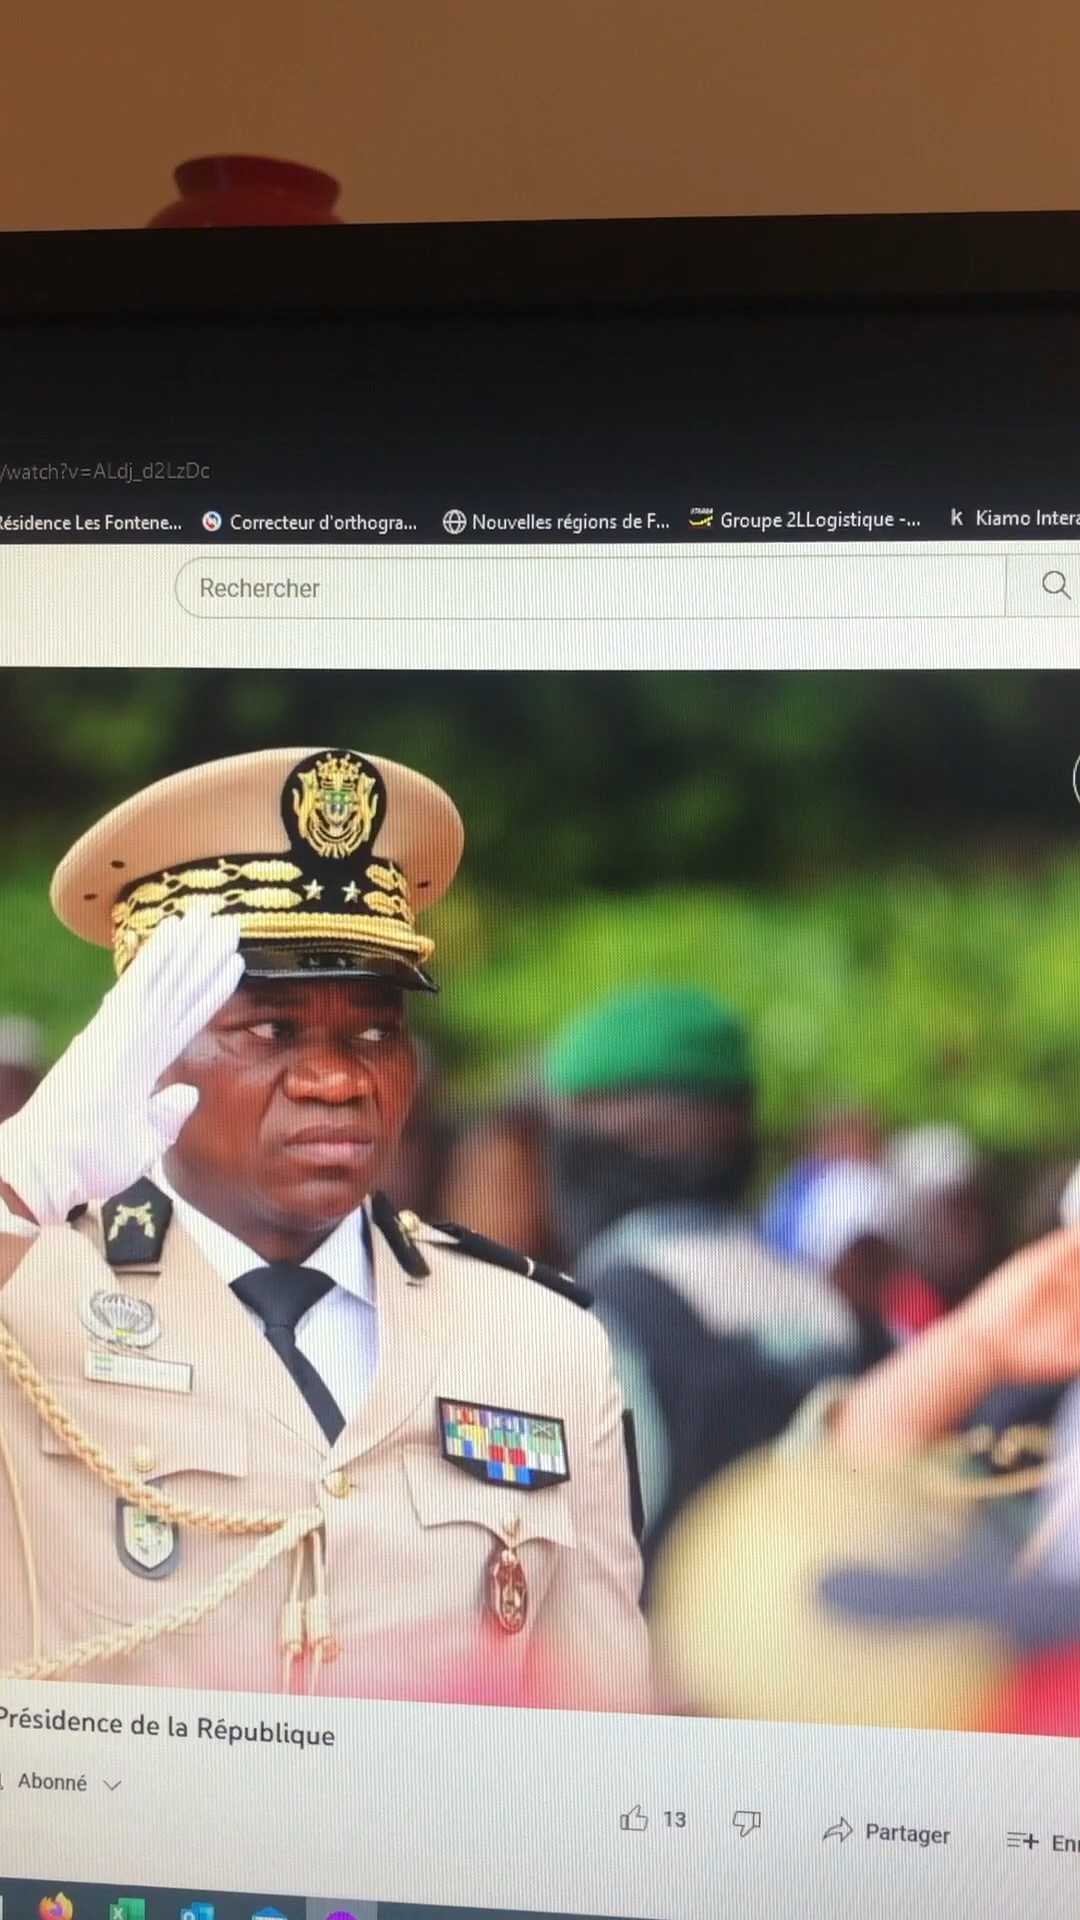 /watch?v=ALdj_d2LzDc
Résidence Les Fontene... Correcteur d'orthogra... Nouvelles régions de F... Groupe 2LLogistique -... k Kiamo Intera
Rechercher
Présidence de la République
Abonné
13 Partager